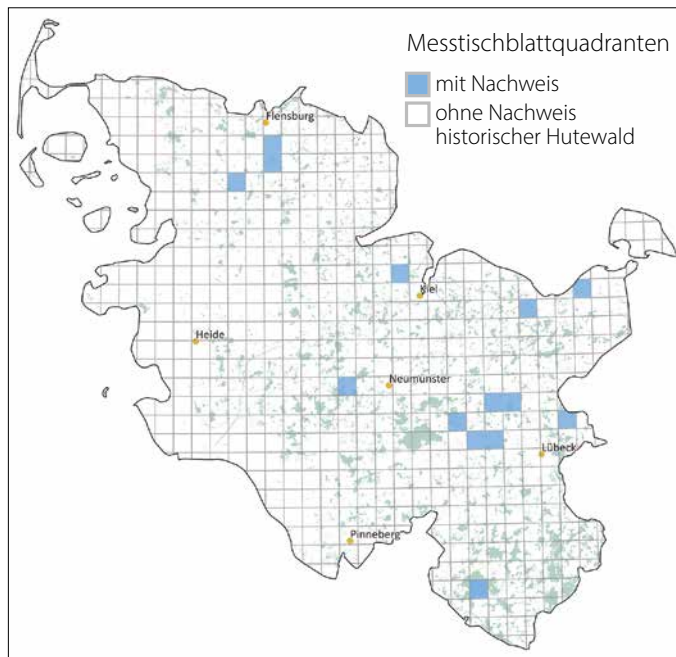 Messtischblattquadranten
mit Nachweis
ohne Nachweis
historischer Hutewald
Flensburg
Kiel
Heide
Neumünster
Lübeck
Pinneberg